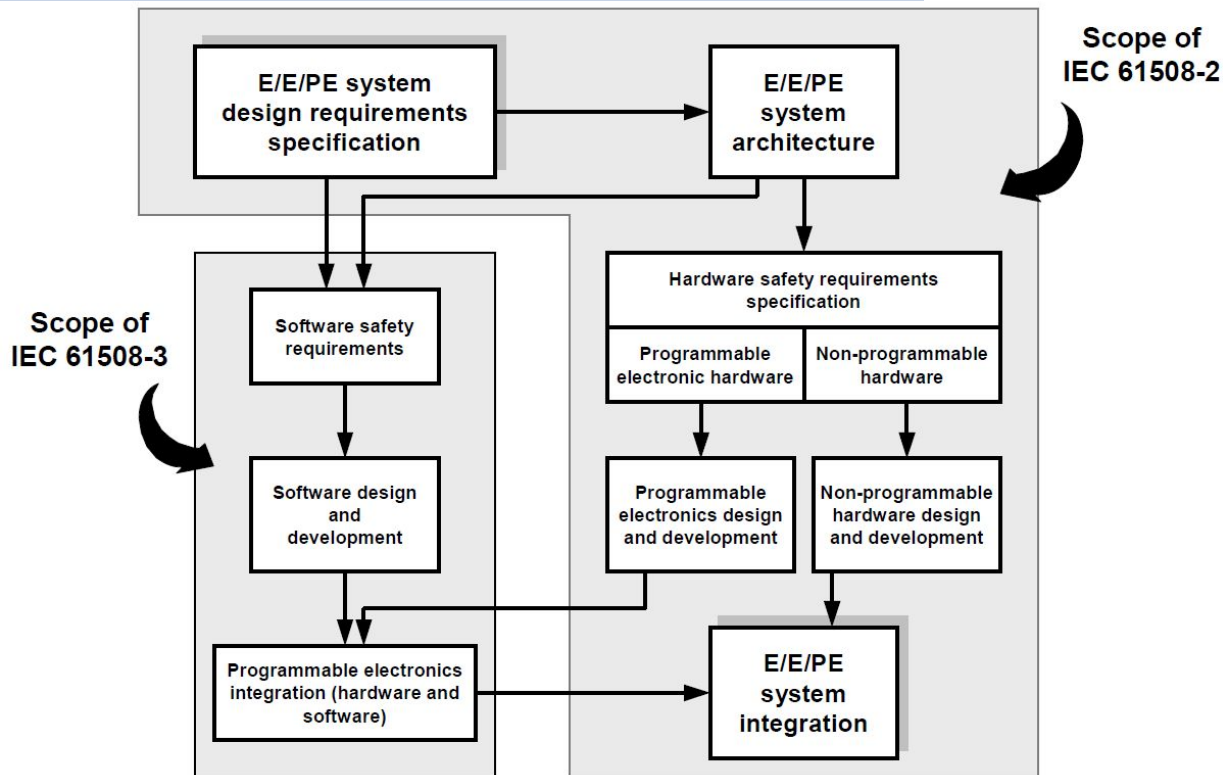 Scope of
IEC 61508-2
E/E/PE system
design requirements
specification
E/E/PE
system
architecture
Hardware safety requirements
specification
Programmable
electronic hardware
Non-programmable
hardware
Scope of
IEC 61508-3
Software safety
requirements
Software design
and
development
Programmable
electronics design
and development
Non-programmable
hardware design
and development
Programmable electronics
integration (hardware and
software)
E/E/PE
system
integration